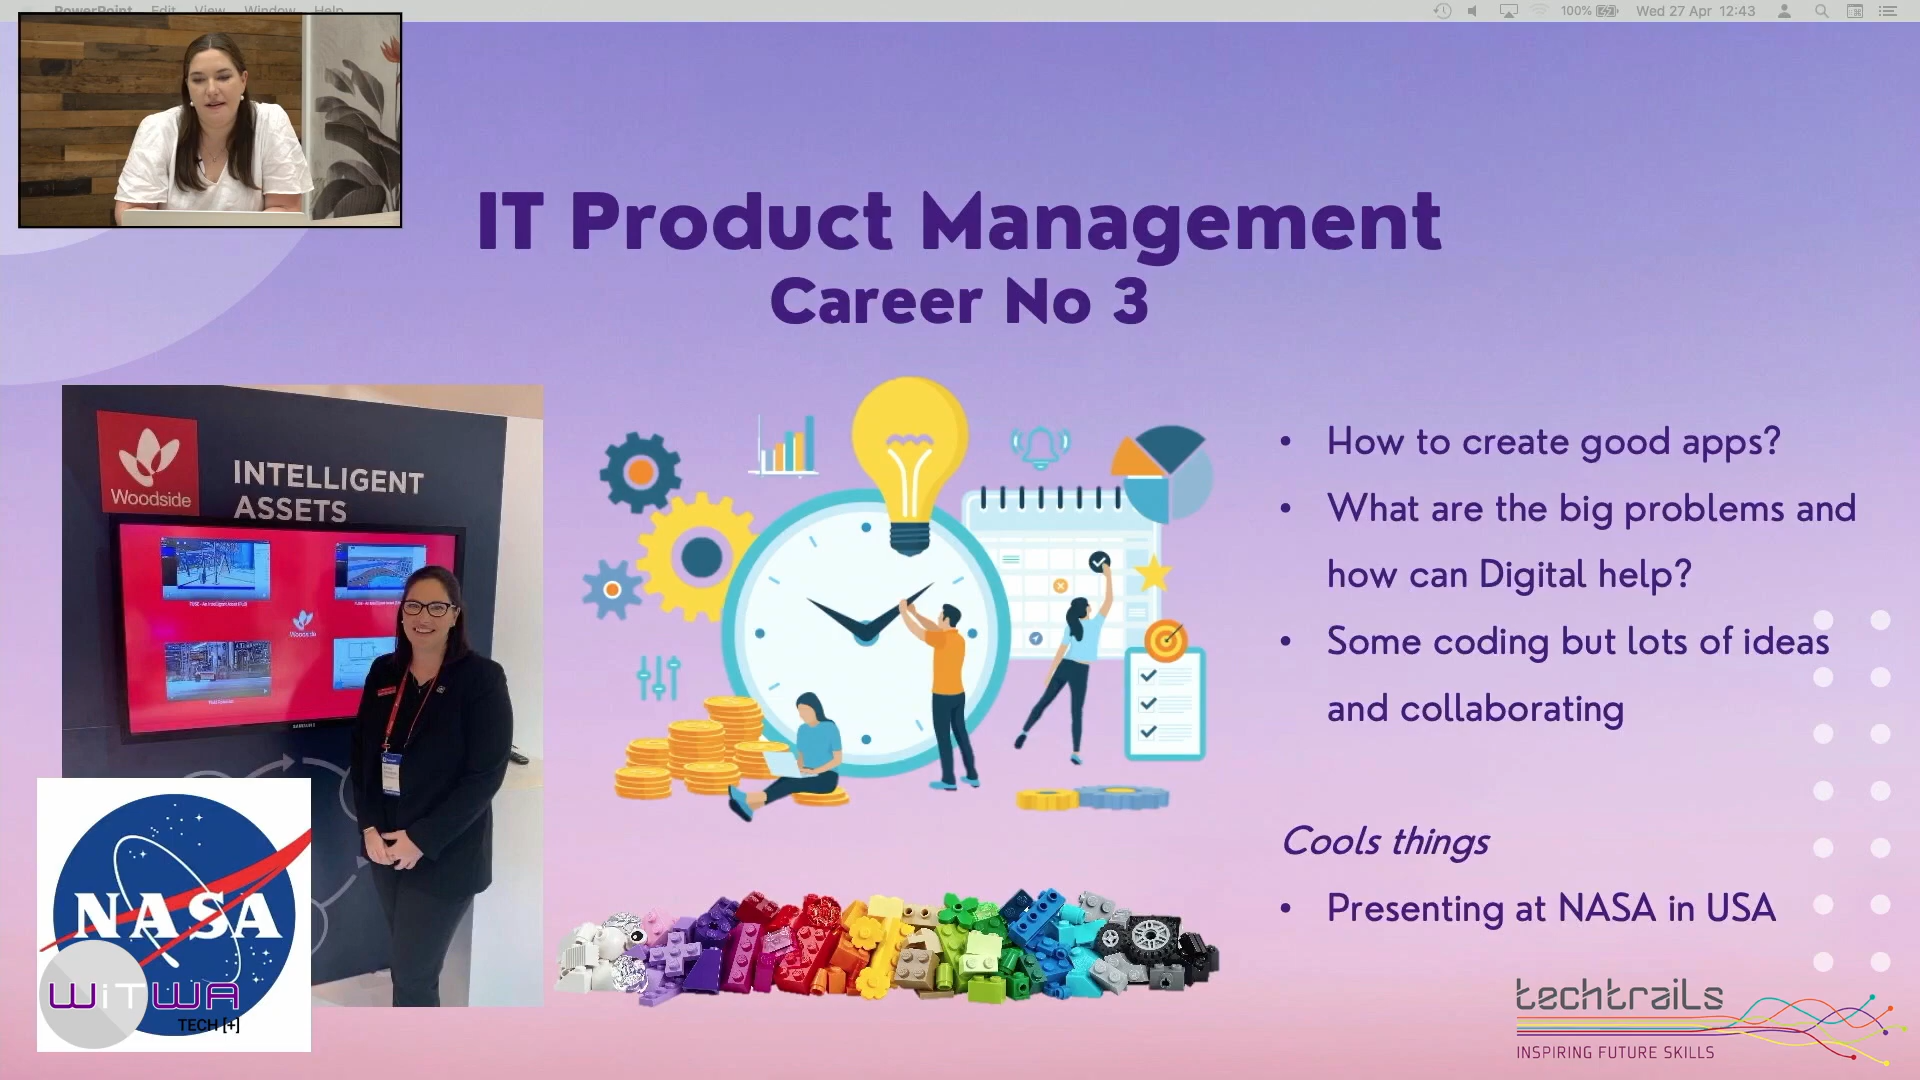 PowerPoint Edit View Window Help
100% Wed 27 Apr 12:43
IT Product Management
Career No 3
Woodside
INTELLIGENT
ASSETS
Woodside
SAMSUNG
• How to create good apps?
• What are the big problems and
how can Digital help?
• Some coding but lots of ideas
and collaborating
Cools things
• Presenting at NASA in USA
NASA
WiTWA
TECH [+]
techtrails
INSPIRING FUTURE SKILLS